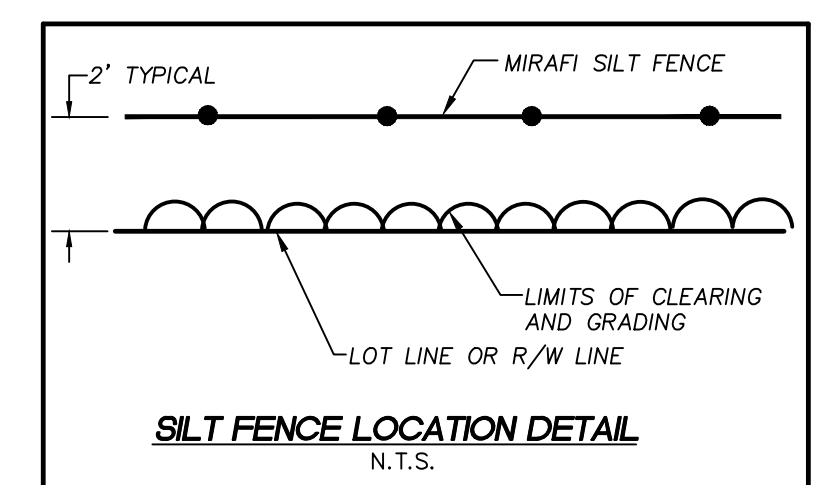 MIRAFI SILT FENCE
2' TYPICAL
LIMITS OF CLEARING
AND GRADING
LOT LINE OR R/W LINE
SILT FENCE LOCATION DETAIL
N.T.S.